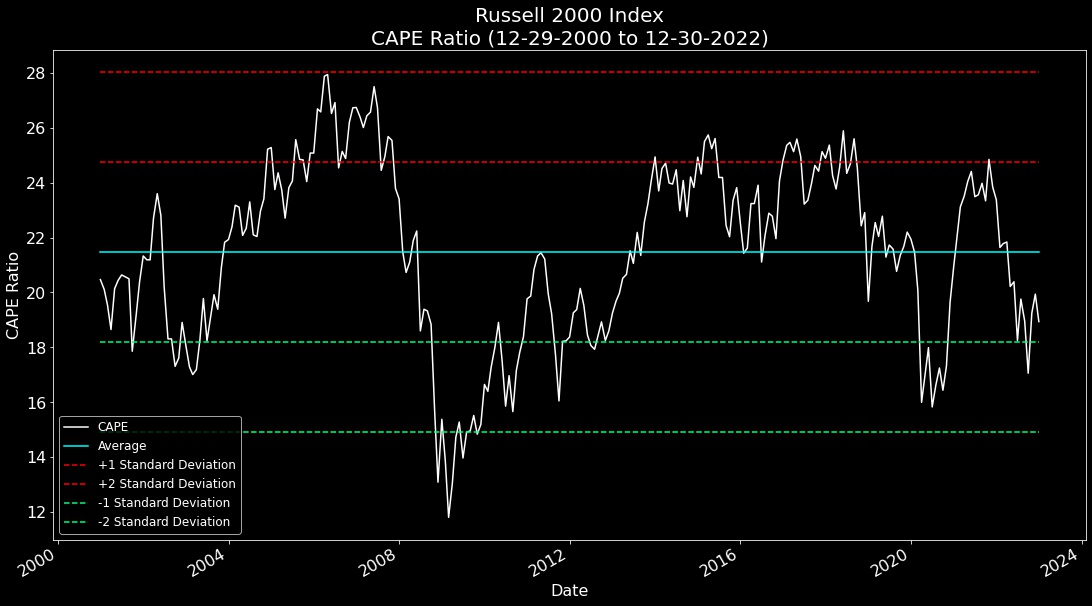 Russell 2000 Index
CAPE Ratio (12-29-2000 to 12-30-2022)
28
26
24
22
20
18
16
14
12
CAPE Ratio
CAPE
Average
+1 Standard Deviation
+2 Standard Deviation
-1 Standard Deviation
-2 Standard Deviation
2000
2004
2008
2012
2016
2020
2024
Date